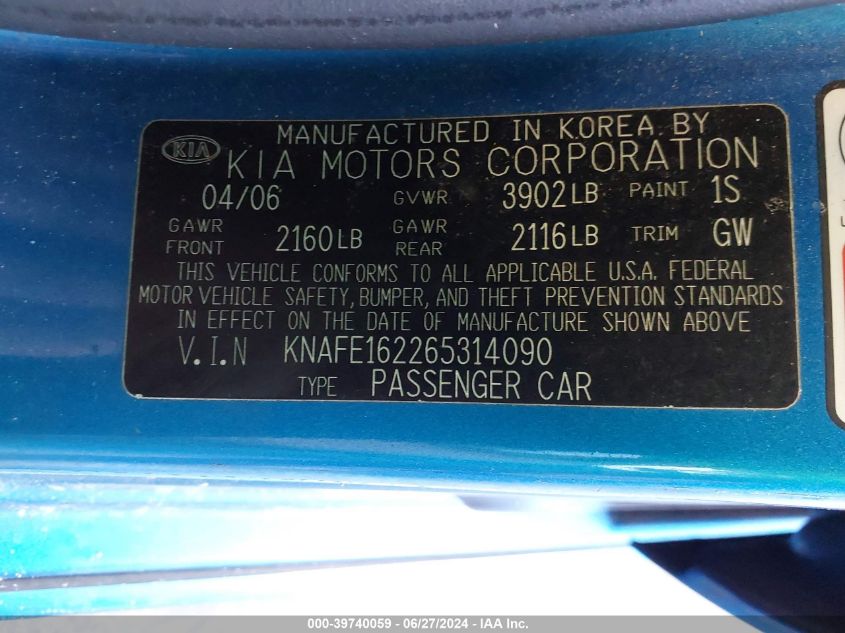 MANUFACTURED IN KOREA BY
KIA KIA MOTORS CORPORATION
04/06 GVWR 3902LB PAINT 1S
GAWR FRONT 2160LB GAWR REAR 2116LB TRIM GW
THIS VEHICLE CONFORMS TO ALL APPLICABLE U.S.A. FEDERAL
MOTOR VEHICLE SAFETY, BUMPER, AND THEFT PREVENTION STANDARDS
IN EFFECT ON THE DATE OF MANUFACTURE SHOWN ABOVE
V.I.N KNAFE162265314090
TYPE PASSENGER CAR
000-39740059 - 06/27/2024 - IAA Inc.